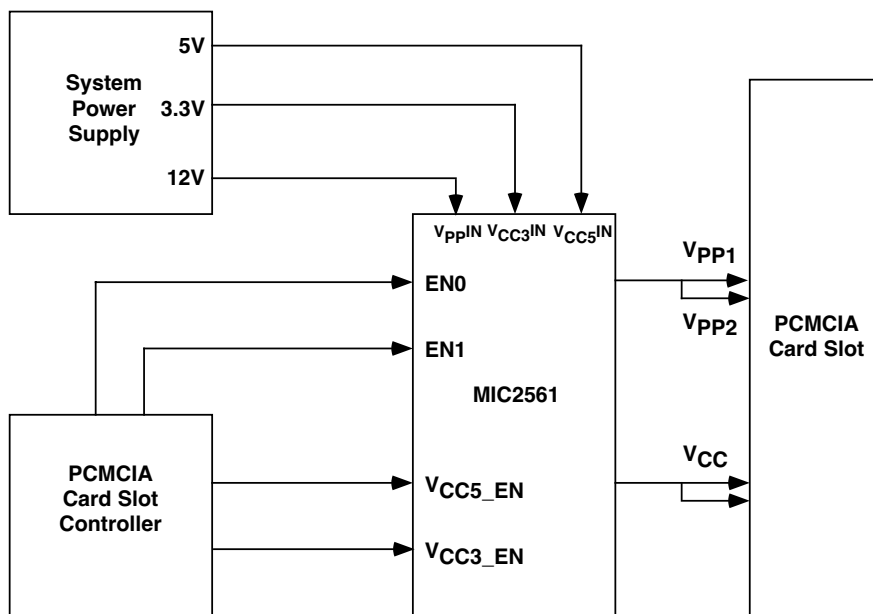 5V
System
Power
Supply
3.3V
12V
VPPIN VCC3IN VCC5IN
EN0
EN1
MIC2561
VCC5_EN
VCC3_EN
PCMCIA
Card Slot
Controller
VPP1
VPP2
VCC
PCMCIA
Card Slot